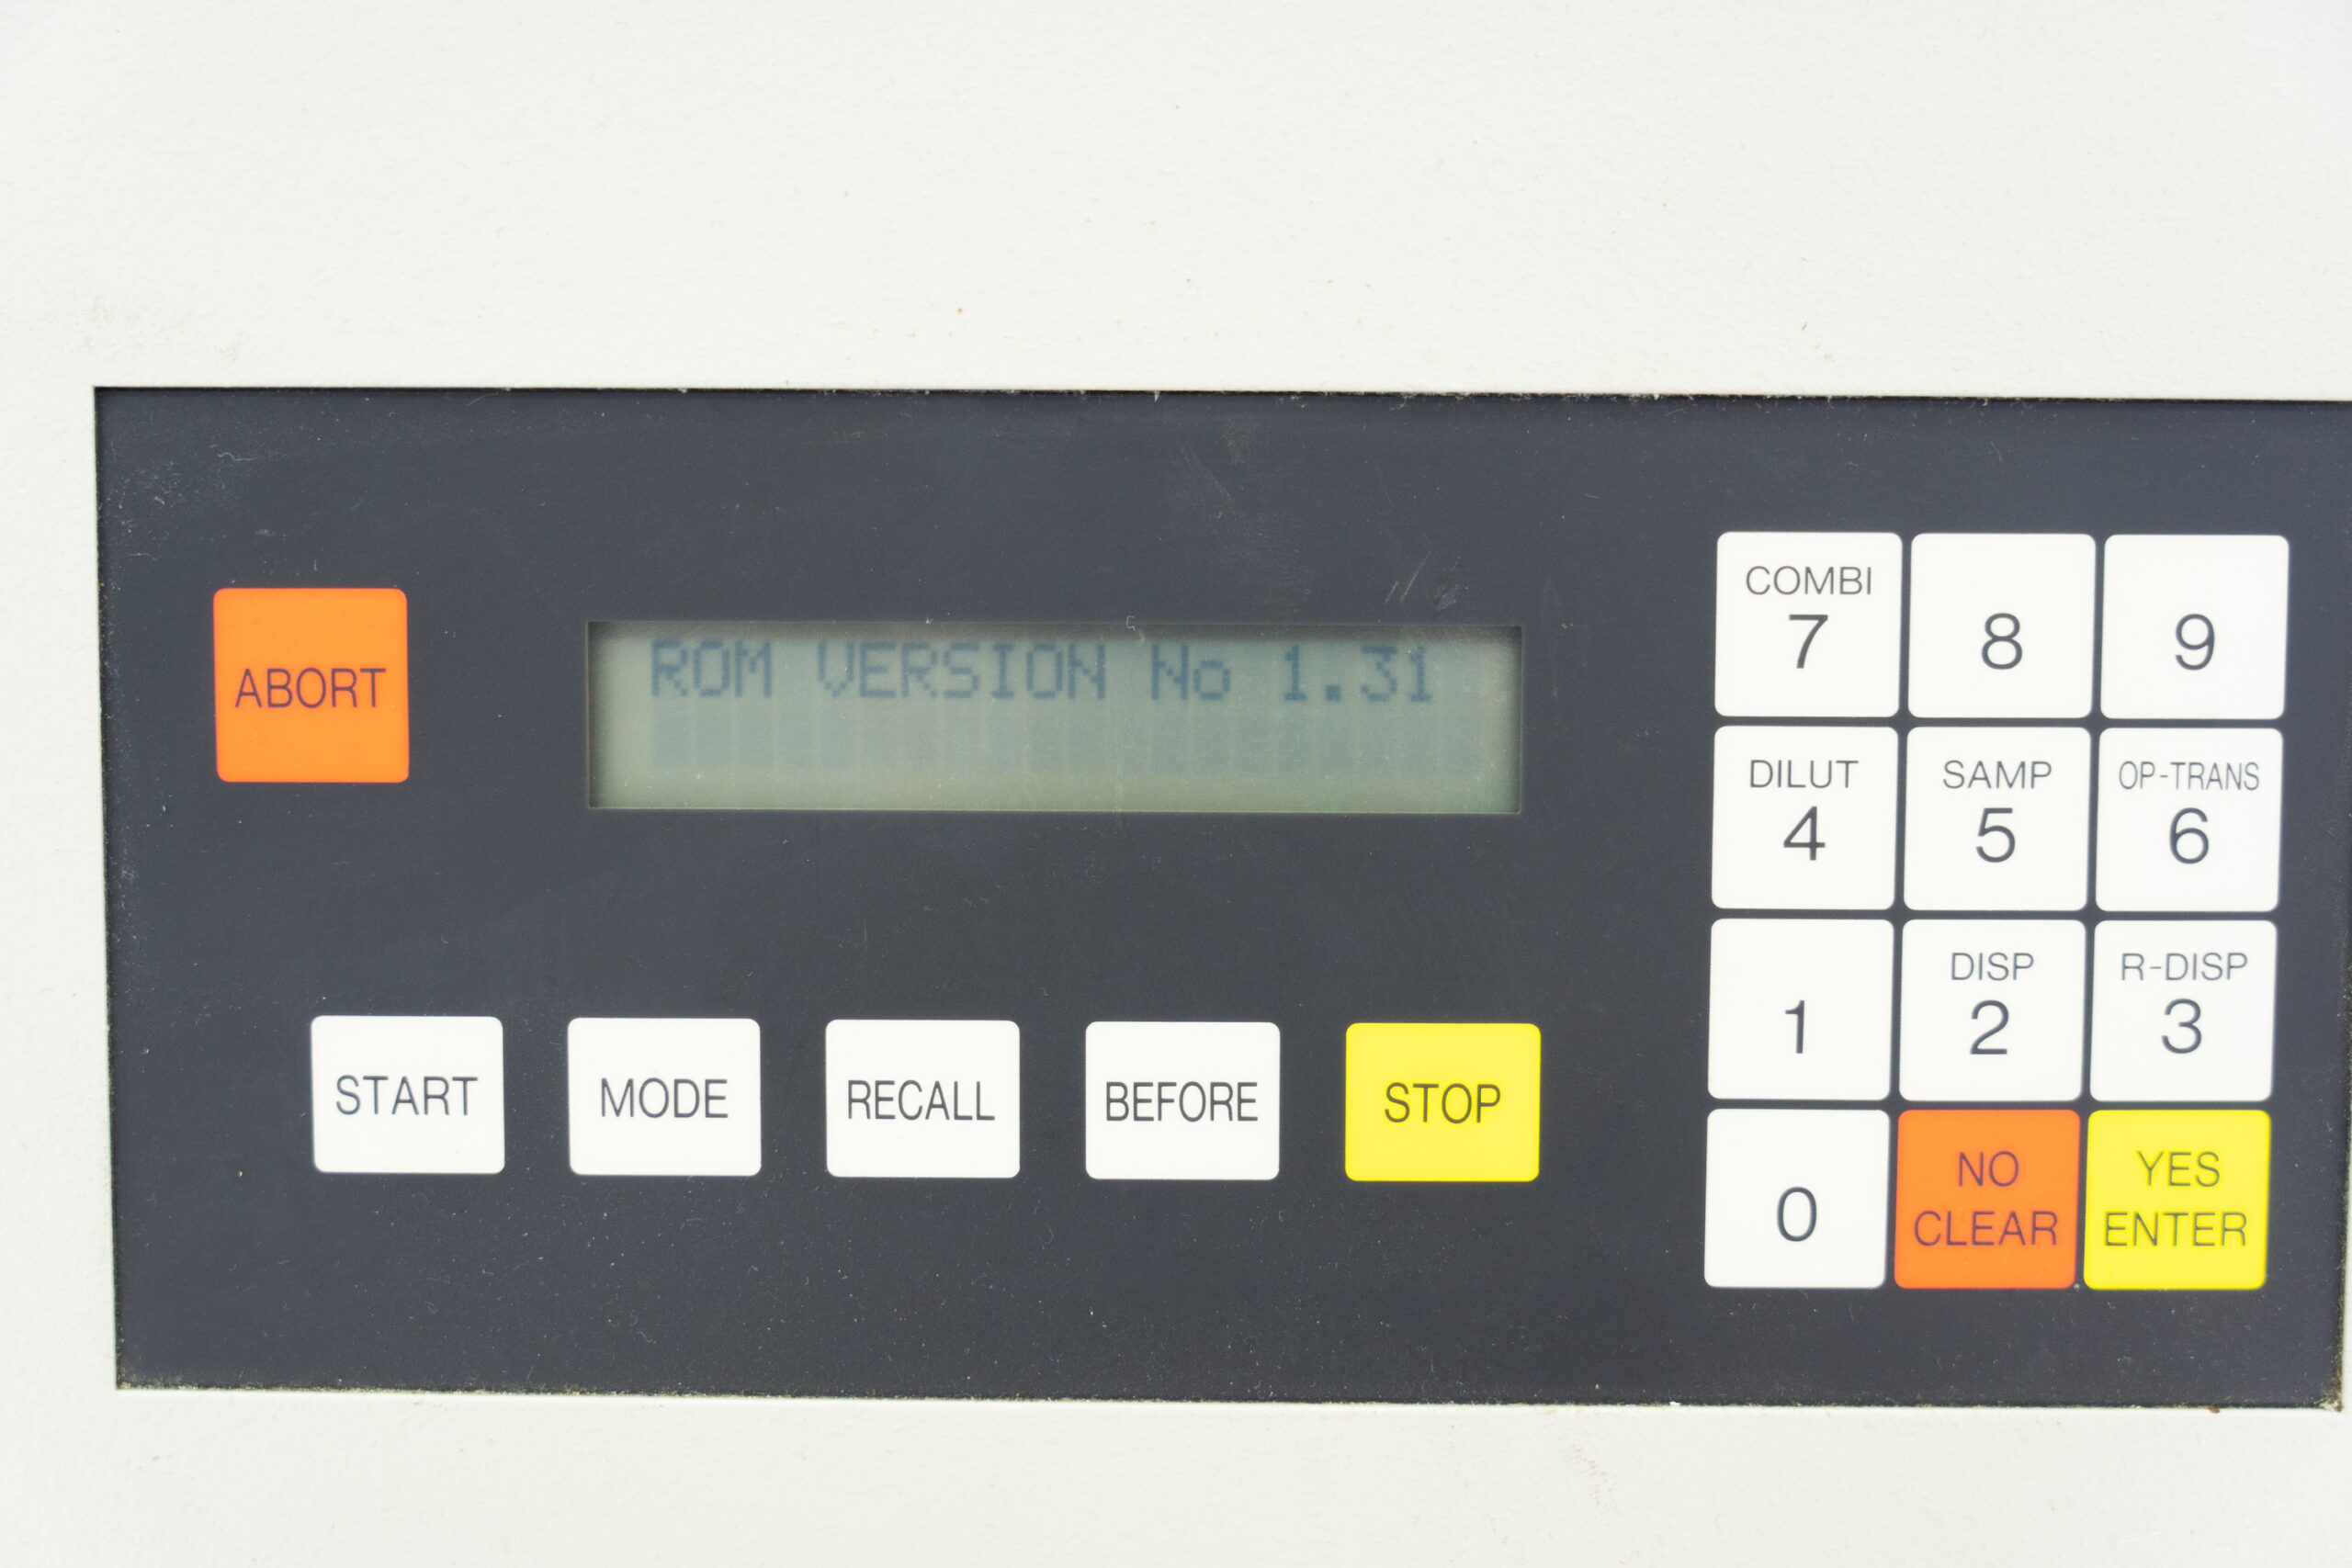 ABORT
ROM VERSION No 1.31
START
MODE
RECALL
BEFORE
STOP
COMBI
7
8
9
DILUT
4
SAMP
5
OP-TRANS
6
1
DISP
2
R-DISP
3
0
NO
CLEAR
YES
ENTER